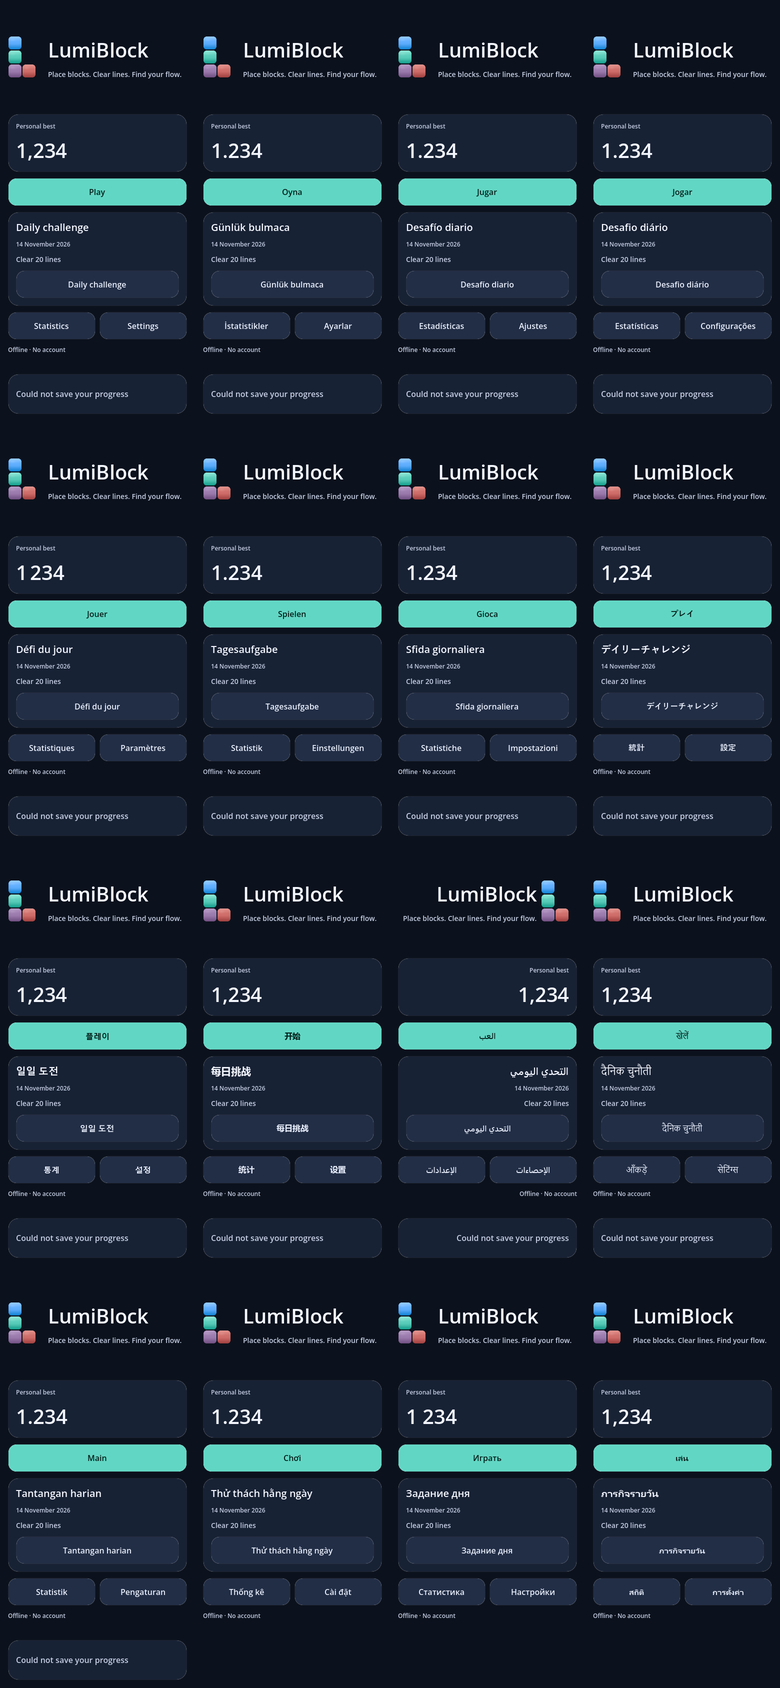 LumiBlock
Place blocks. Clear lines. Find your flow.
Personal best
1,234
Play
Daily challenge
14 November 2026
Clear 20 lines
Daily challenge
Statistics
Settings
Offline · No account
Could not save your progress
LumiBlock
Place blocks. Clear lines. Find your flow.
Personal best
1.234
Oyna
Günlük bulmaca
14 November 2026
Clear 20 lines
Günlük bulmaca
İstatistikler
Ayarlar
Offline · No account
Could not save your progress
LumiBlock
Place blocks. Clear lines. Find your flow.
Personal best
1.234
Jugar
Desafío diario
14 November 2026
Clear 20 lines
Desafío diario
Estadísticas
Ajustes
Offline · No account
Could not save your progress
LumiBlock
Place blocks. Clear lines. Find your flow.
Personal best
1.234
Jogar
Desafio diário
14 November 2026
Clear 20 lines
Desafio diário
Estatísticas
Configurações
Offline · No account
Could not save your progress
LumiBlock
Place blocks. Clear lines. Find your flow.
Personal best
1 234
Jouer
Défi du jour
14 November 2026
Clear 20 lines
Défi du jour
Statistiques
Paramètres
Offline · No account
Could not save your progress
LumiBlock
Place blocks. Clear lines. Find your flow.
Personal best
1.234
Spielen
Tagesaufgabe
14 November 2026
Clear 20 lines
Tagesaufgabe
Statistik
Einstellungen
Offline · No account
Could not save your progress
LumiBlock
Place blocks. Clear lines. Find your flow.
Personal best
1.234
Gioca
Sfida giornaliera
14 November 2026
Clear 20 lines
Sfida giornaliera
Statistiche
Impostazioni
Offline · No account
Could not save your progress
LumiBlock
Place blocks. Clear lines. Find your flow.
Personal best
1,234
プレイ
デイリーチャレンジ
14 November 2026
Clear 20 lines
デイリーチャレンジ
統計
設定
Offline · No account
Could not save your progress
LumiBlock
Place blocks. Clear lines. Find your flow.
Personal best
1,234
플레이
일일 도전
14 November 2026
Clear 20 lines
일일 도전
통계
설정
Offline · No account
Could not save your progress
LumiBlock
Place blocks. Clear lines. Find your flow.
Personal best
1,234
开始
每日挑战
14 November 2026
Clear 20 lines
每日挑战
统计
设置
Offline · No account
Could not save your progress
LumiBlock
Place blocks. Clear lines. Find your flow.
Personal best
1,234
العب
التحدي اليومي
14 November 2026
Clear 20 lines
التحدي اليومي
الإحصاءات
الإعدادات
Offline · No account
Could not save your progress
LumiBlock
Place blocks. Clear lines. Find your flow.
Personal best
1,234
खेलें
दैनिक चुनौती
14 November 2026
Clear 20 lines
दैनिक चुनौती
आँकड़े
सेटिंग्स
Offline · No account
Could not save your progress
LumiBlock
Place blocks. Clear lines. Find your flow.
Personal best
1.234
Main
Tantangan harian
14 November 2026
Clear 20 lines
Tantangan harian
Statistik
Pengaturan
Offline · No account
Could not save your progress
LumiBlock
Place blocks. Clear lines. Find your flow.
Personal best
1.234
Chơi
Thử thách hằng ngày
14 November 2026
Clear 20 lines
Thử thách hằng ngày
Thống kê
Cài đặt
Offline · No account
LumiBlock
Place blocks. Clear lines. Find your flow.
Personal best
1 234
Играть
Задание дня
14 November 2026
Clear 20 lines
Задание дня
Статистика
Настройки
Offline · No account
LumiBlock
Place blocks. Clear lines. Find your flow.
Personal best
1,234
เล่น
ภารกิจรายวัน
14 November 2026
Clear 20 lines
ภารกิจรายวัน
สถิติ
การตั้งค่า
Offline · No account